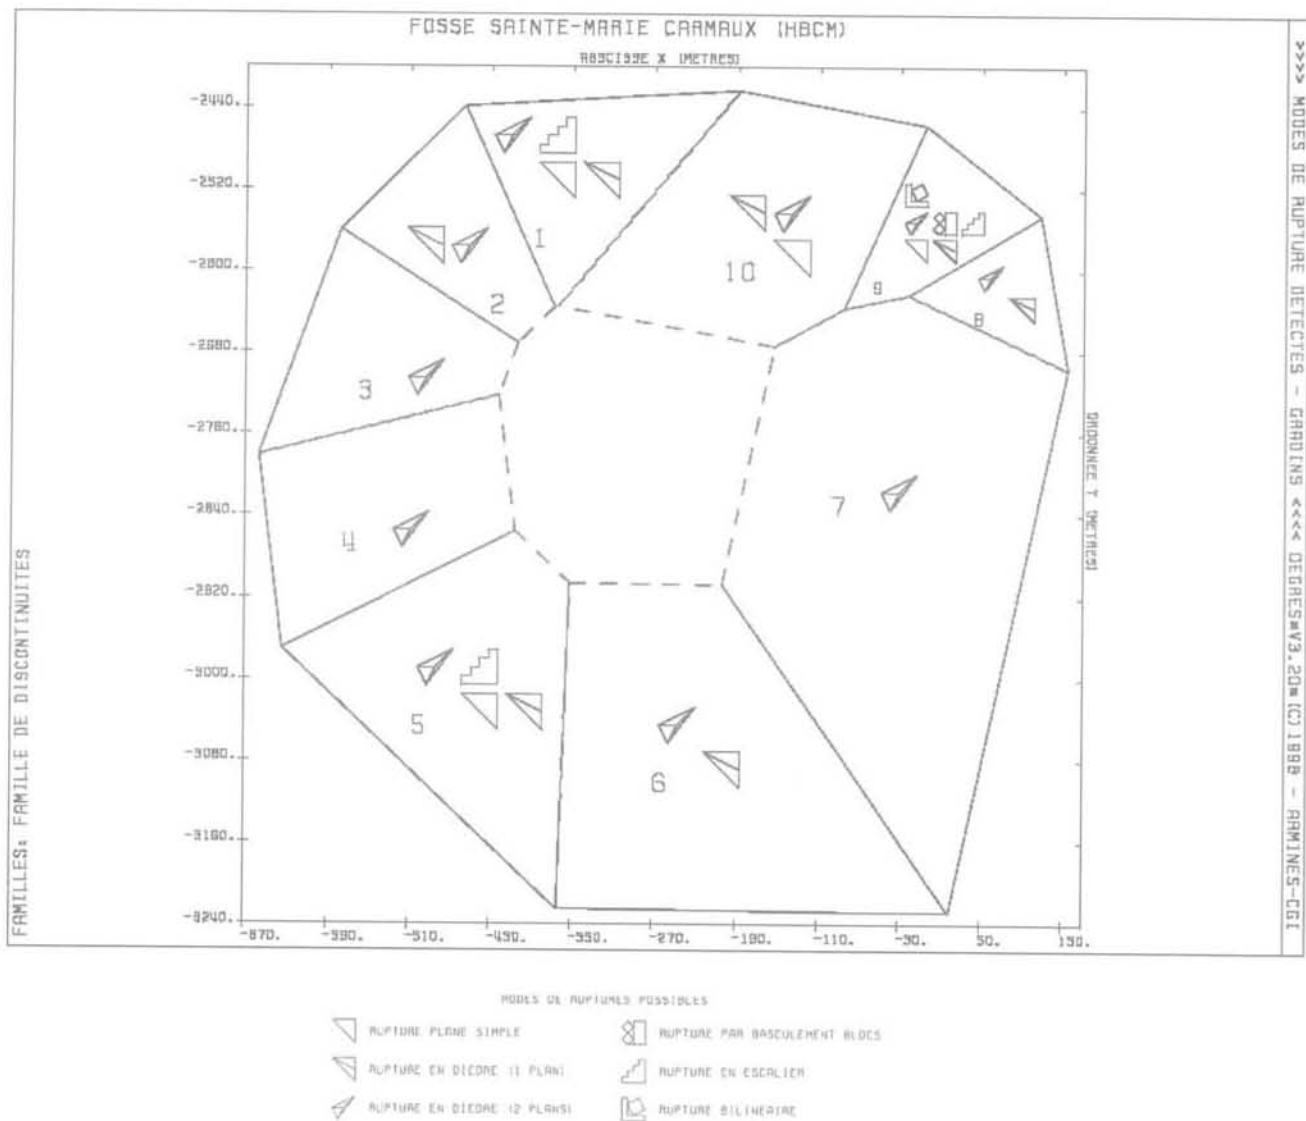 FOSSE SAINTE-MARIE CARMAUX (HBCM)
ABSCISSE X (METRES)
-2440.
-2520.
-2600.
-2680.
-2760.
-2840.
-2920.
-3000.
-3080.
-3160.
-3240.
-670.
-590.
-510.
-430.
-350.
-270.
-190.
-110.
-30.
50.
130.
1
2
3
4
5
6
7
8
9
10
ORDONNEE Y (METRES)
FAMILLES: FAMILLE DE DISCONTINUITES
>>>> MODES DE RUPTURE DETECTES - GRADINS <<<< DEGRES*V3.20* (C) 1998 - ARMINES-CGI
MODES DE RUPTURES POSSIBLES
RUPTURE PLANE SIMPLE
RUPTURE PAR BASCULEMENT BLOCS
RUPTURE EN DIEDRE (1 PLAN)
RUPTURE EN ESCALIER
RUPTURE EN DIEDRE (2 PLANS)
RUPTURE BILINEAIRE